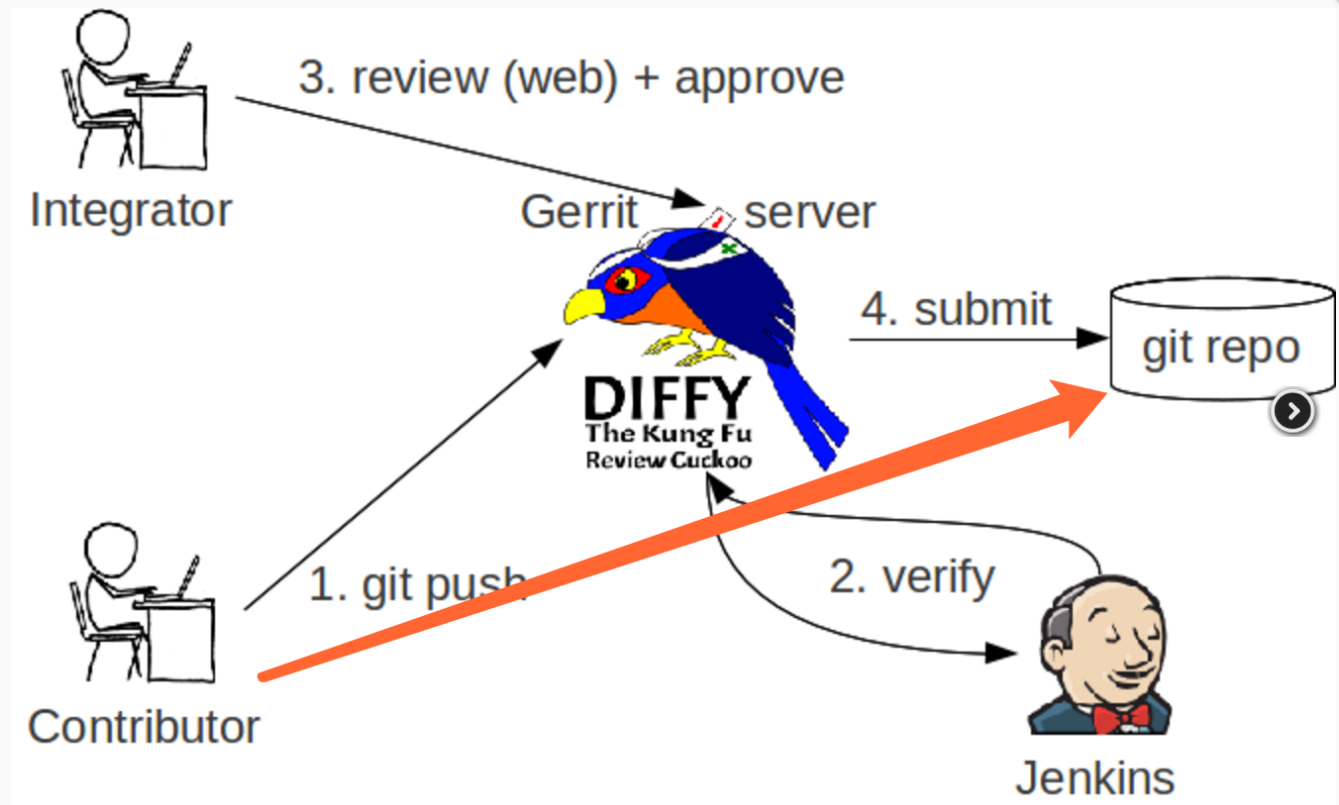 3. review (web) + approve
Integrator
Gerrit server
4. submit
git repo
DIFFY
The Kung Fu
Review Cuckoo
1. git push
2. verify
Contributor
Jenkins